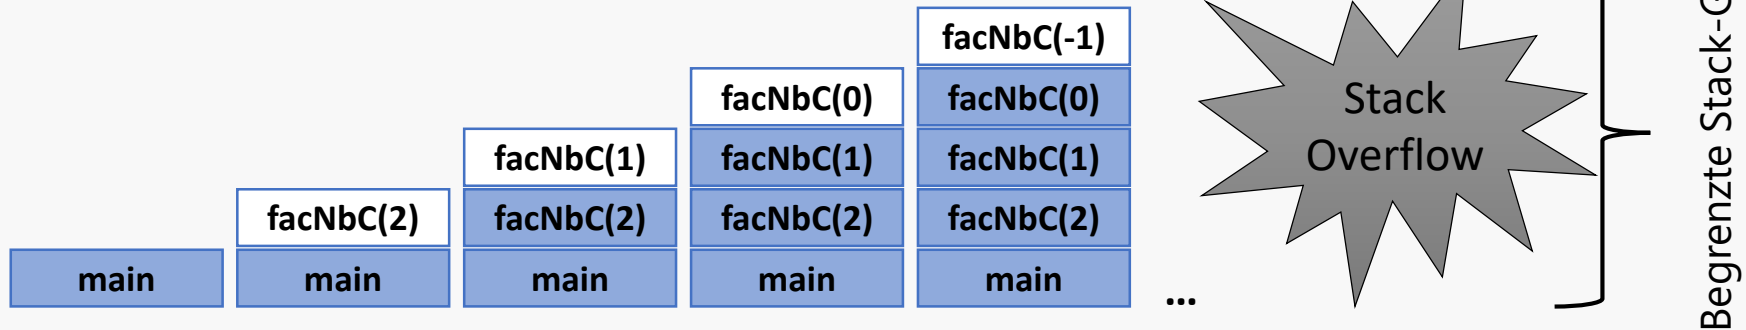 facNbC(-1)
facNbC(0) facNbC(0)
facNbC(1) facNbC(1) facNbC(1)
facNbC(2) facNbC(2) facNbC(2) facNbC(2)
main main main main main ...
Stack
Overflow
Begrenzte Stack-G